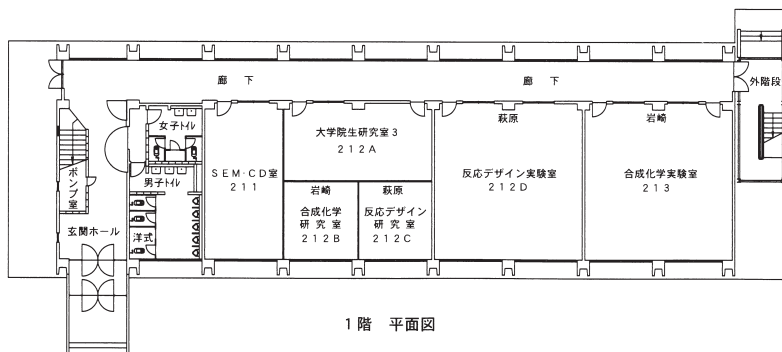 廊　下
廊　下
外階段
女子トイレ
男子トイレ
洋式
ポンプ室
玄関ホール
SEM-CD室
211
大学院生研究室3
212A
岩崎
合成化学
研究室
212B
萩原
反応デザイン
研究室
212C
萩原
反応デザイン実験室
212D
岩崎
合成化学実験室
213
1階　平面図